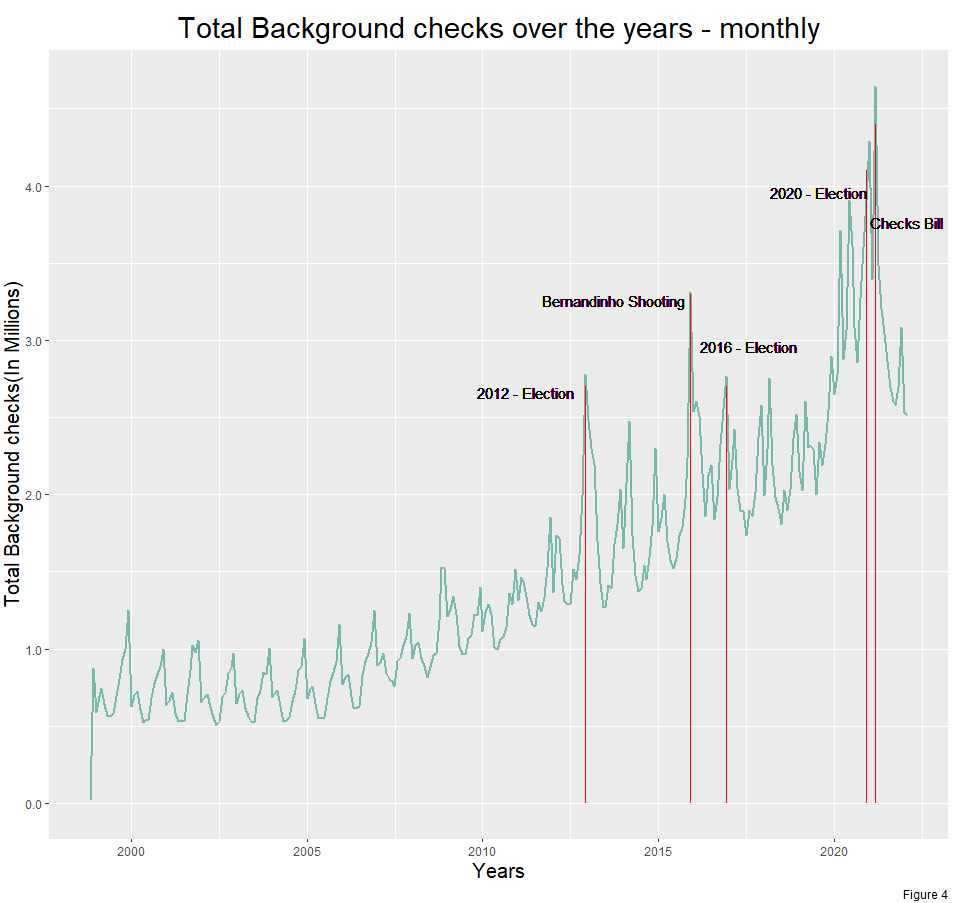 Total Background checks over the years - monthly
Total Background checks(In Millions)
4.0
3.0
2.0
1.0
0.0
2020 - Election
Checks Bill
Bernandinho Shooting
2016 - Election
2012 - Election
2000
2005
2010
2015
2020
Years
Figure 4